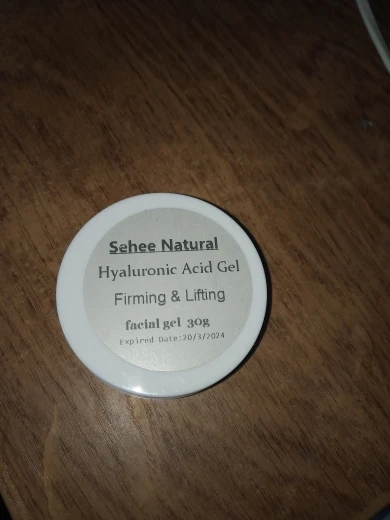 Sehee Natural
Hyaluronic Acid Gel
Firming & Lifting
facial gel 30g
Expired Date:20/3/2024